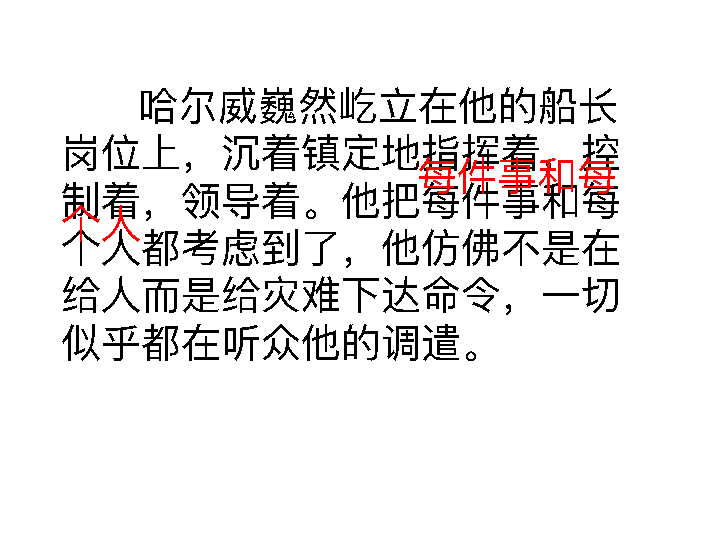 哈尔威巍然屹立在他的船长
岗位上，沉着镇定地指挥着，控
每件事和每
制着，领导着。他把每件事和每
个人
个人都考虑到了，他仿佛不是在
给人而是给灾难下达命令，一切
似乎都在听众他的调遣。